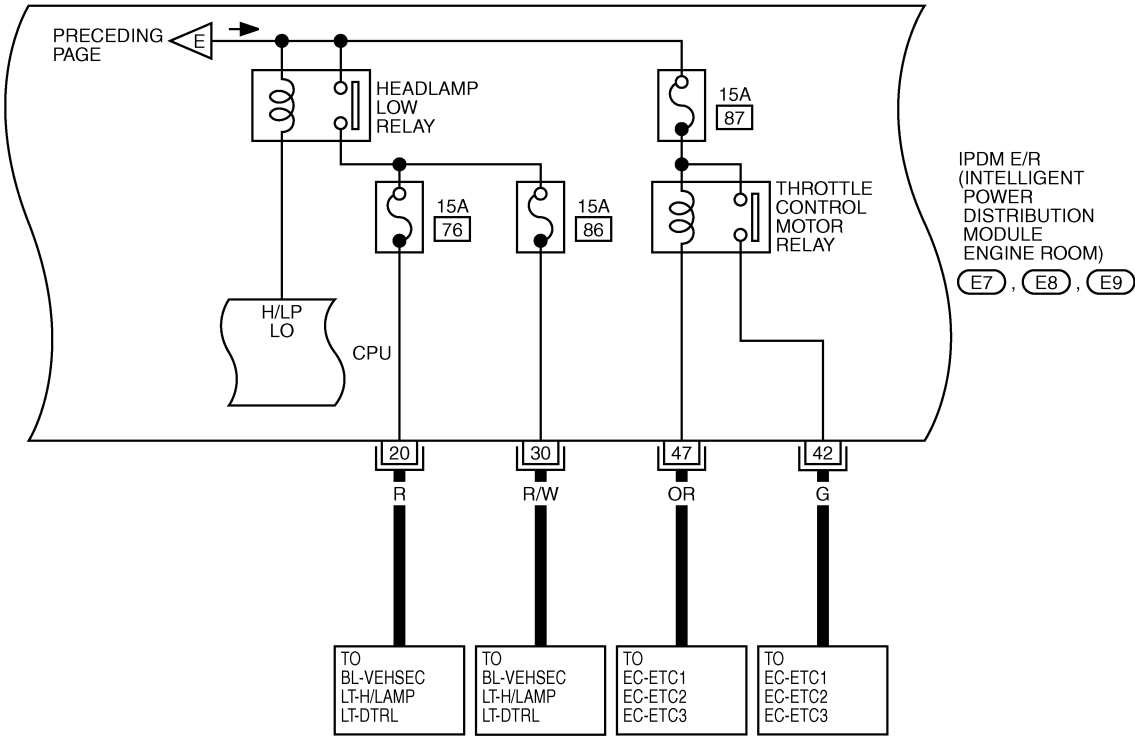 PRECEDING
PAGE
E
HEADLAMP
LOW
RELAY
15A
87
15A
76
15A
86
THROTTLE
CONTROL
MOTOR
RELAY
IPDM E/R
(INTELLIGENT
POWER
DISTRIBUTION
MODULE
ENGINE ROOM)
E7 , E8 , E9
H/LP
LO
CPU
20
30
47
42
R
R/W
OR
G
TO
BL-VEHSEC
LT-H/LAMP
LT-DTRL
TO
BL-VEHSEC
LT-H/LAMP
LT-DTRL
TO
EC-ETC1
EC-ETC2
EC-ETC3
TO
EC-ETC1
EC-ETC2
EC-ETC3